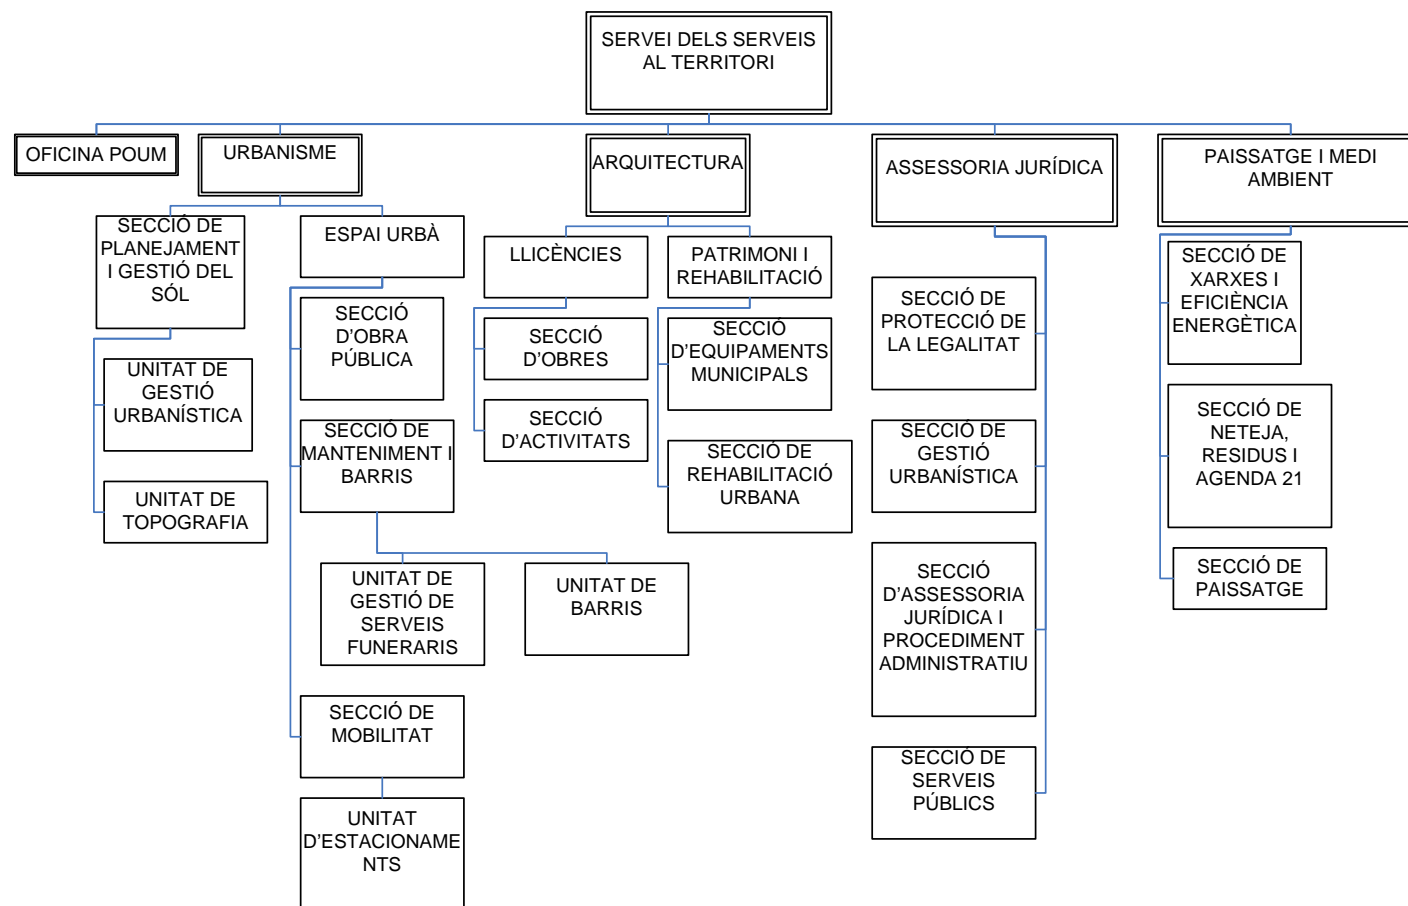 SERVEI DELS SERVEIS
AL TERRITORI
OFICINA POUM
URBANISME
ARQUITECTURA
ASSESSORIA JURÍDICA
PAISSATGE I MEDI
AMBIENT
SECCIÓ DE
PLANEJAMENT
I GESTIÓ DEL
SÓL
UNITAT DE
GESTIÓ
URBANÍSTICA
UNITAT DE
TOPOGRAFIA
ESPAI URBÀ
SECCIÓ
D'OBRA
PÚBLICA
SECCIÓ DE
MANTENIMENT I
BARRIS
UNITAT DE
GESTIÓ DE
SERVEIS
FUNERARIS
UNITAT DE
BARRIS
SECCIÓ DE
MOBILITAT
UNITAT
D'ESTACIONAME
NTS
LLICÈNCIES
SECCIÓ
D'OBRES
SECCIÓ
D'ACTIVITATS
PATRIMONI I
REHABILITACIÓ
SECCIÓ
D'EQUIPAMENTS
MUNICIPALS
SECCIÓ DE
REHABILITACIÓ
URBANA
SECCIÓ DE
PROTECCIÓ DE
LA LEGALITAT
SECCIÓ DE
GESTIÓ
URBANÍSTICA
SECCIÓ
D'ASSESSORIA
JURÍDICA I
PROCEDIMENT
ADMINISTRATIU
SECCIÓ DE
SERVEIS
PÚBLICS
SECCIÓ DE
XARXES I
EFICIÈNCIA
ENERGÈTICA
SECCIÓ DE
NETEJA,
RESIDUS I
AGENDA 21
SECCIÓ DE
PAISSATGE